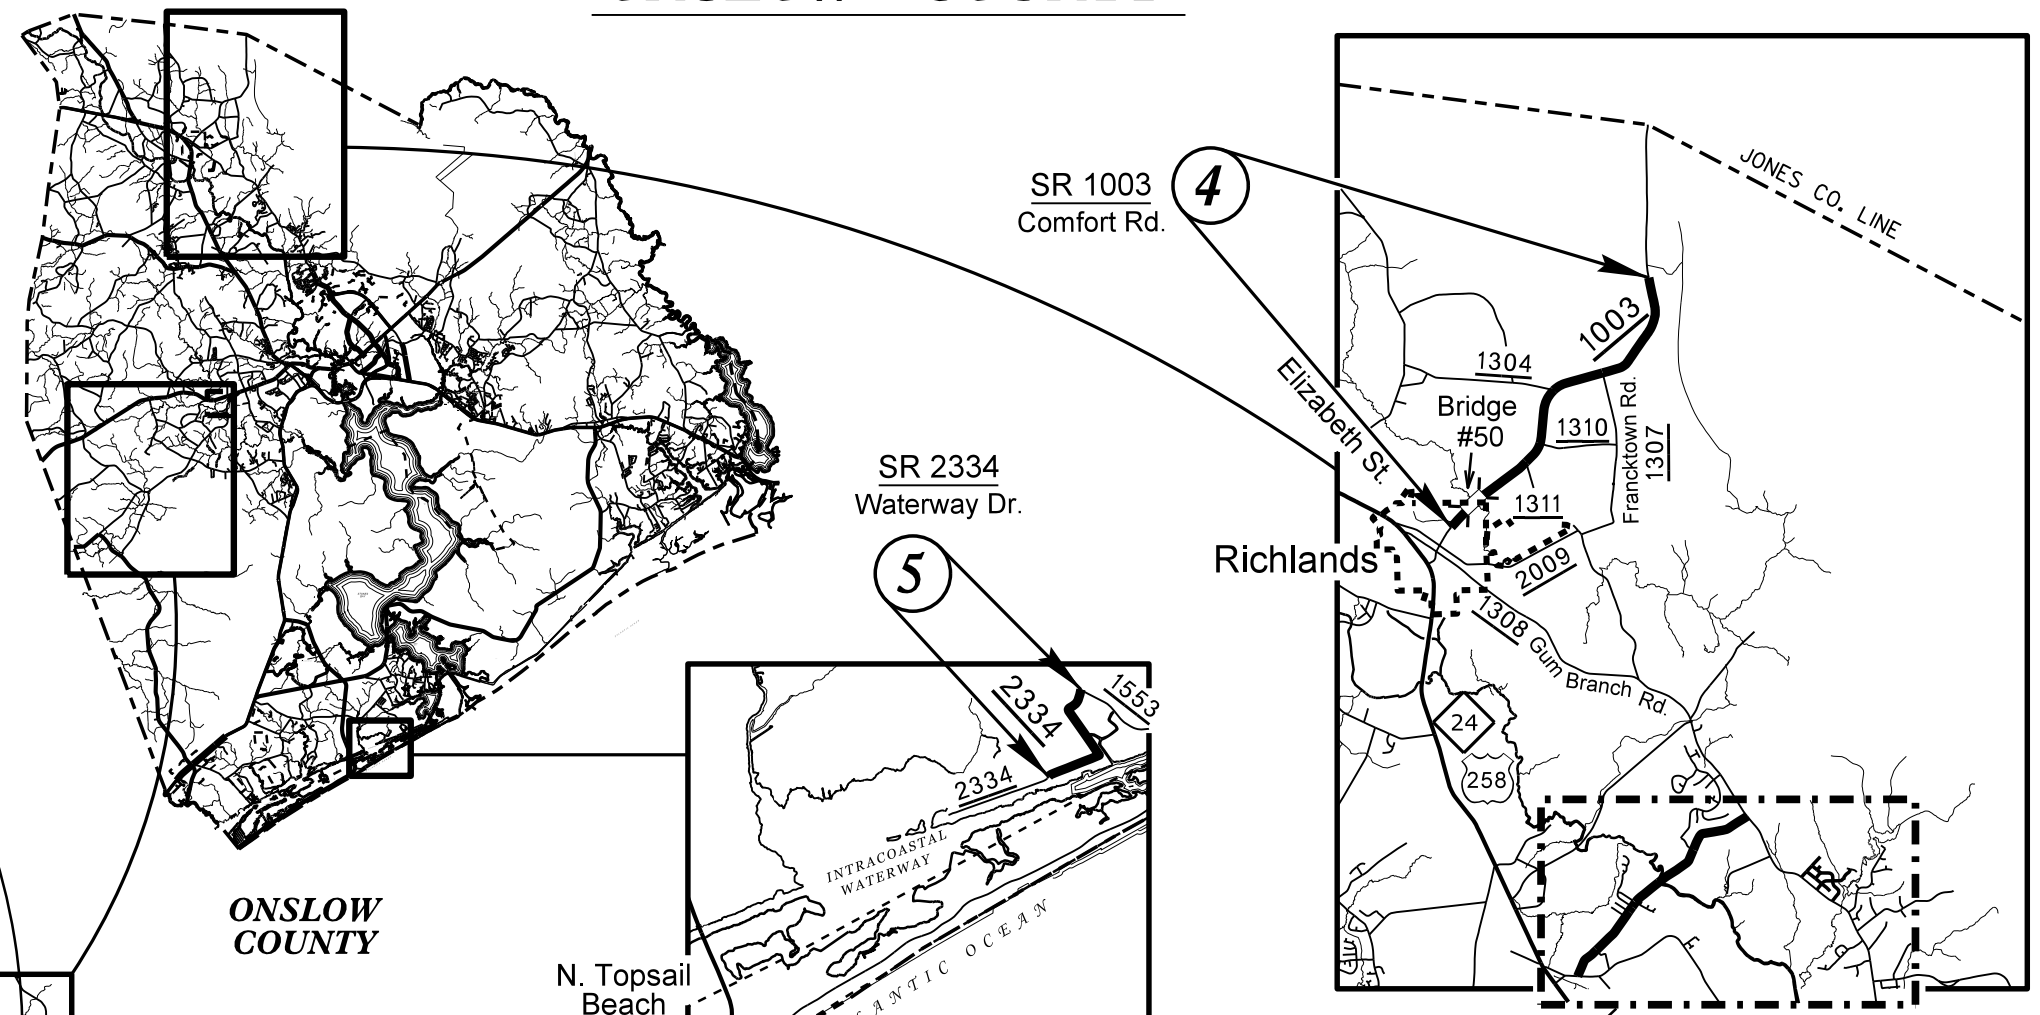 SR 1003
Comfort Rd.
4
JONES CO. LINE
1003
1304
Elizabeth St.
Bridge
#50
1310
Francktown Rd.
1307
1311
Richlands
2009
1308
Gum Branch Rd.
24
258
SR 2334
Waterway Dr.
5
2334
1553
2334
INTRACOASTAL
WATERWAY
ANTIC OCEAN
N. Topsail
Beach
ONSLOW
COUNTY